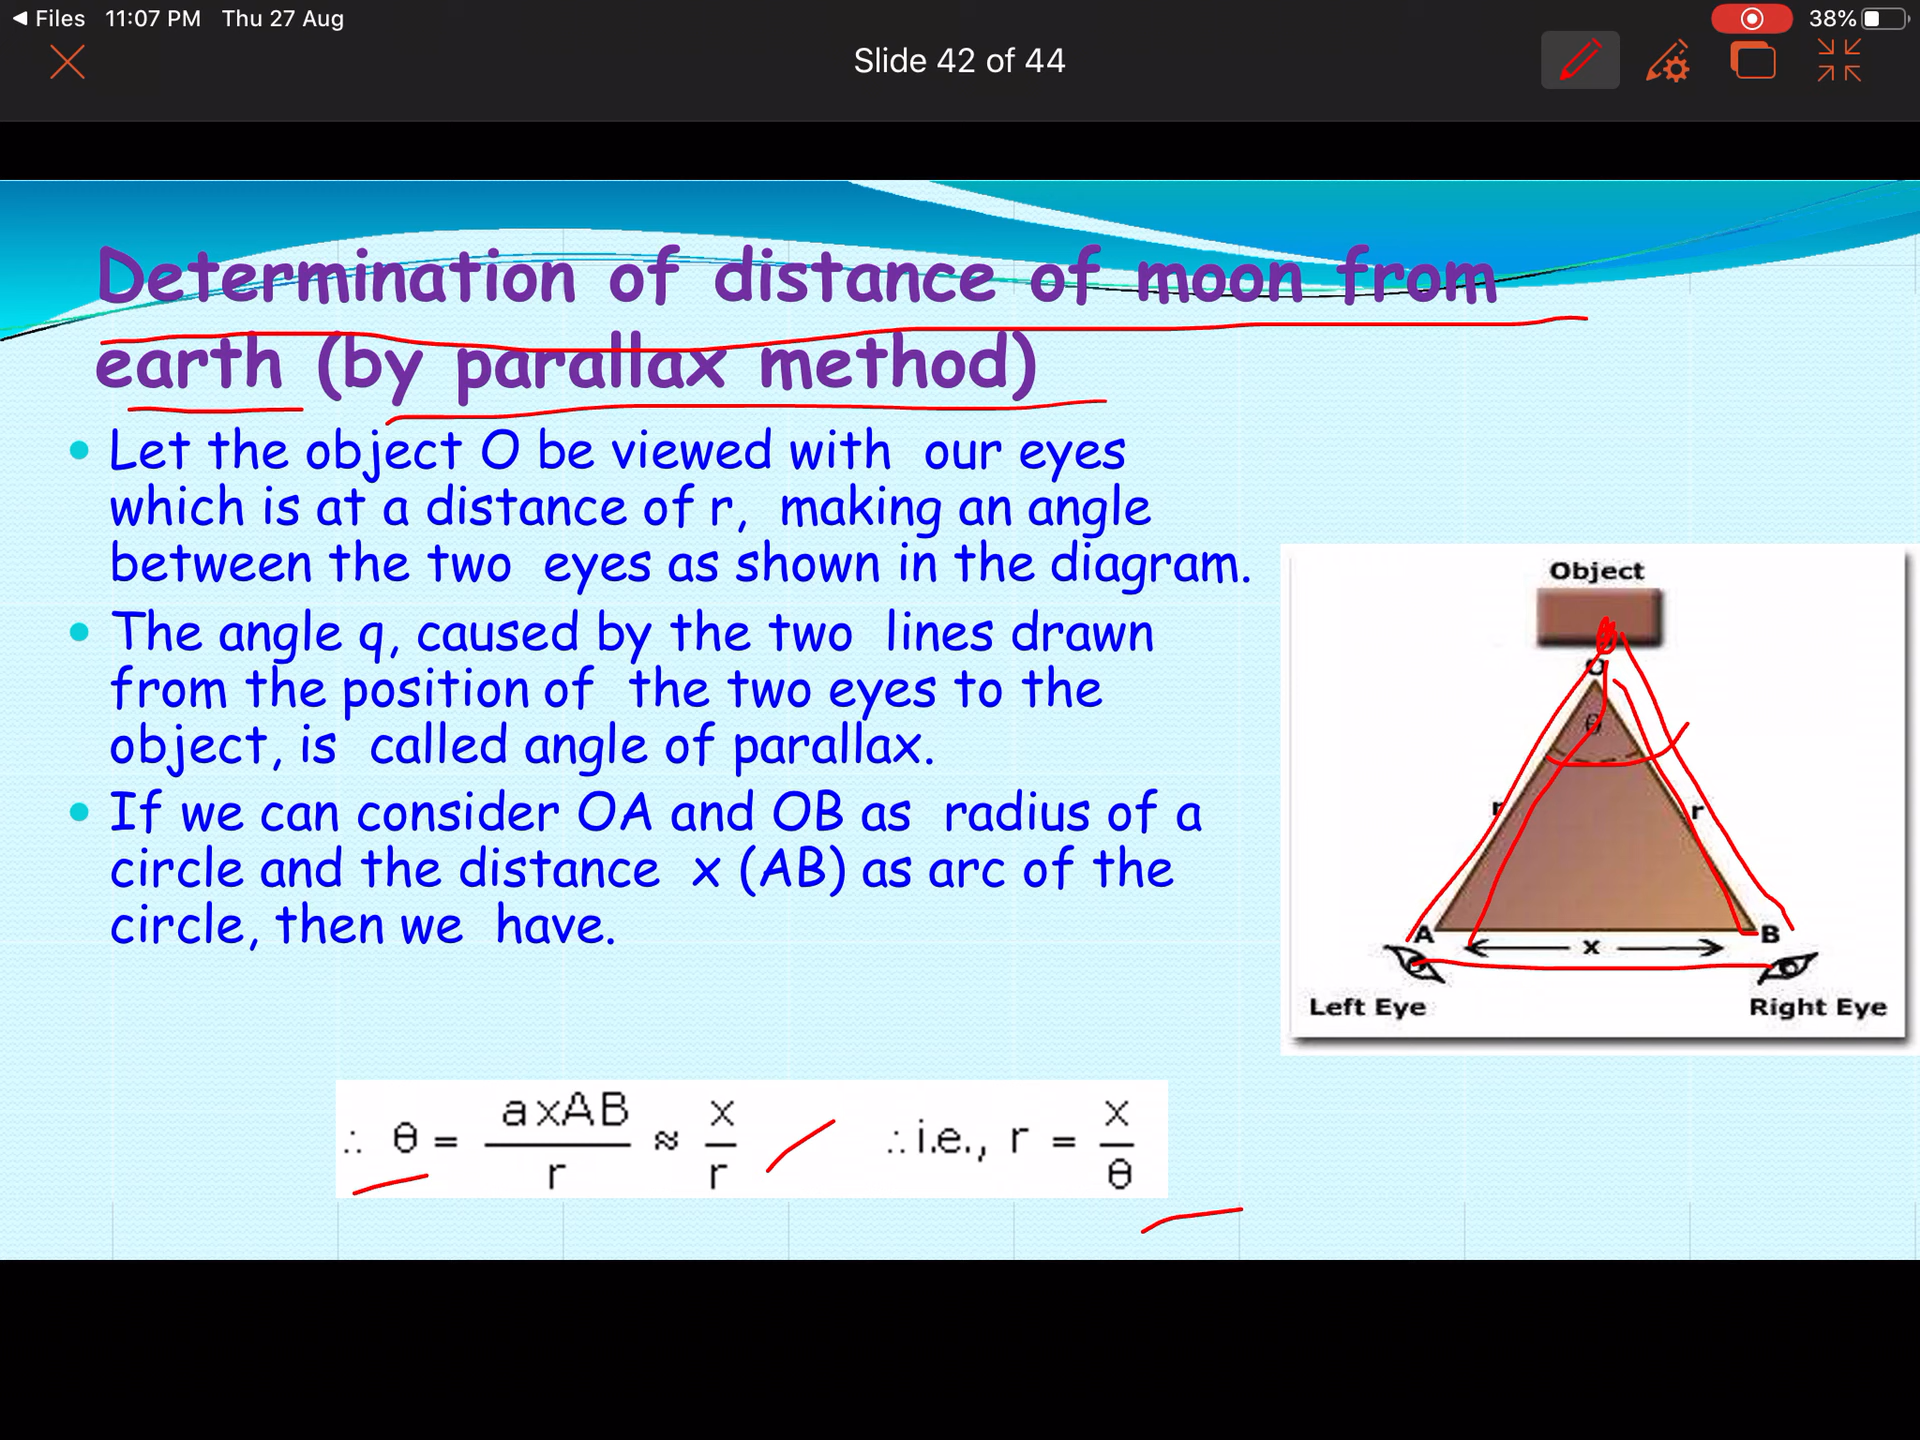 Files 11:07 PM Thu 27 Aug
38%
Slide 42 of 44
Determination of distance of moon from
earth (by parallax method)
• Let the object O be viewed with our eyes
which is at a distance of r, making an angle
between the two eyes as shown in the diagram.
• The angle q, caused by the two lines drawn
from the position of the two eyes to the
object, is called angle of parallax.
• If we can consider OA and OB as radius of a
circle and the distance x (AB) as arc of the
circle, then we have.
Object
O
θ
r r
A B
x
Left Eye Right Eye
∴ θ = axAB / r ≈ x / r ∴ i.e., r = x / θ